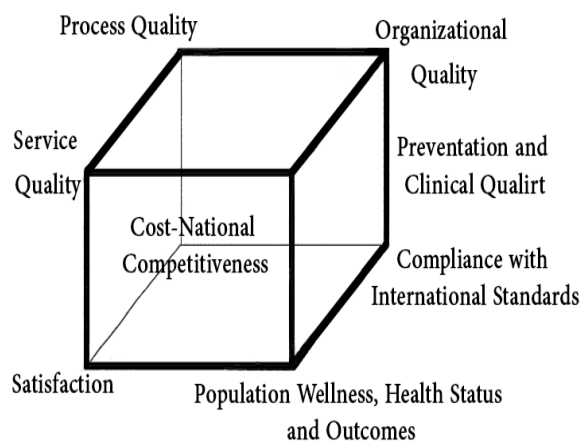 Process Quality
Organizational
Quality
Service
Quality
Preventation and
Clinical Qualirt
Cost-National
Competitiveness
Compliance with
International Standards
Satisfaction
Population Wellness, Health Status
and Outcomes